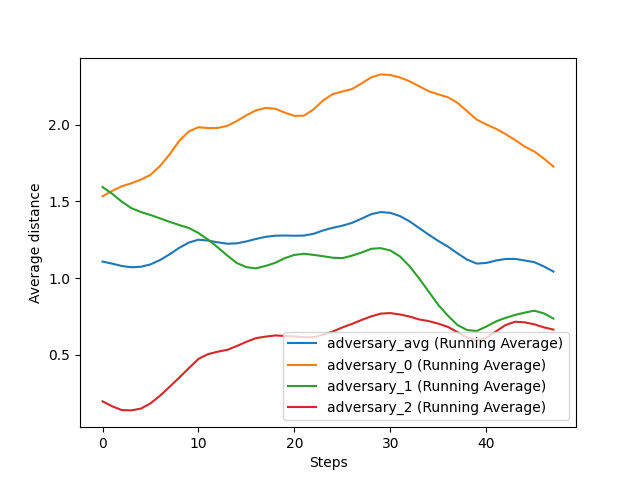 2.0
1.5
1.0
0.5
Average distance
adversary_avg (Running Average)
adversary_0 (Running Average)
adversary_1 (Running Average)
adversary_2 (Running Average)
0 10 20 30 40
Steps